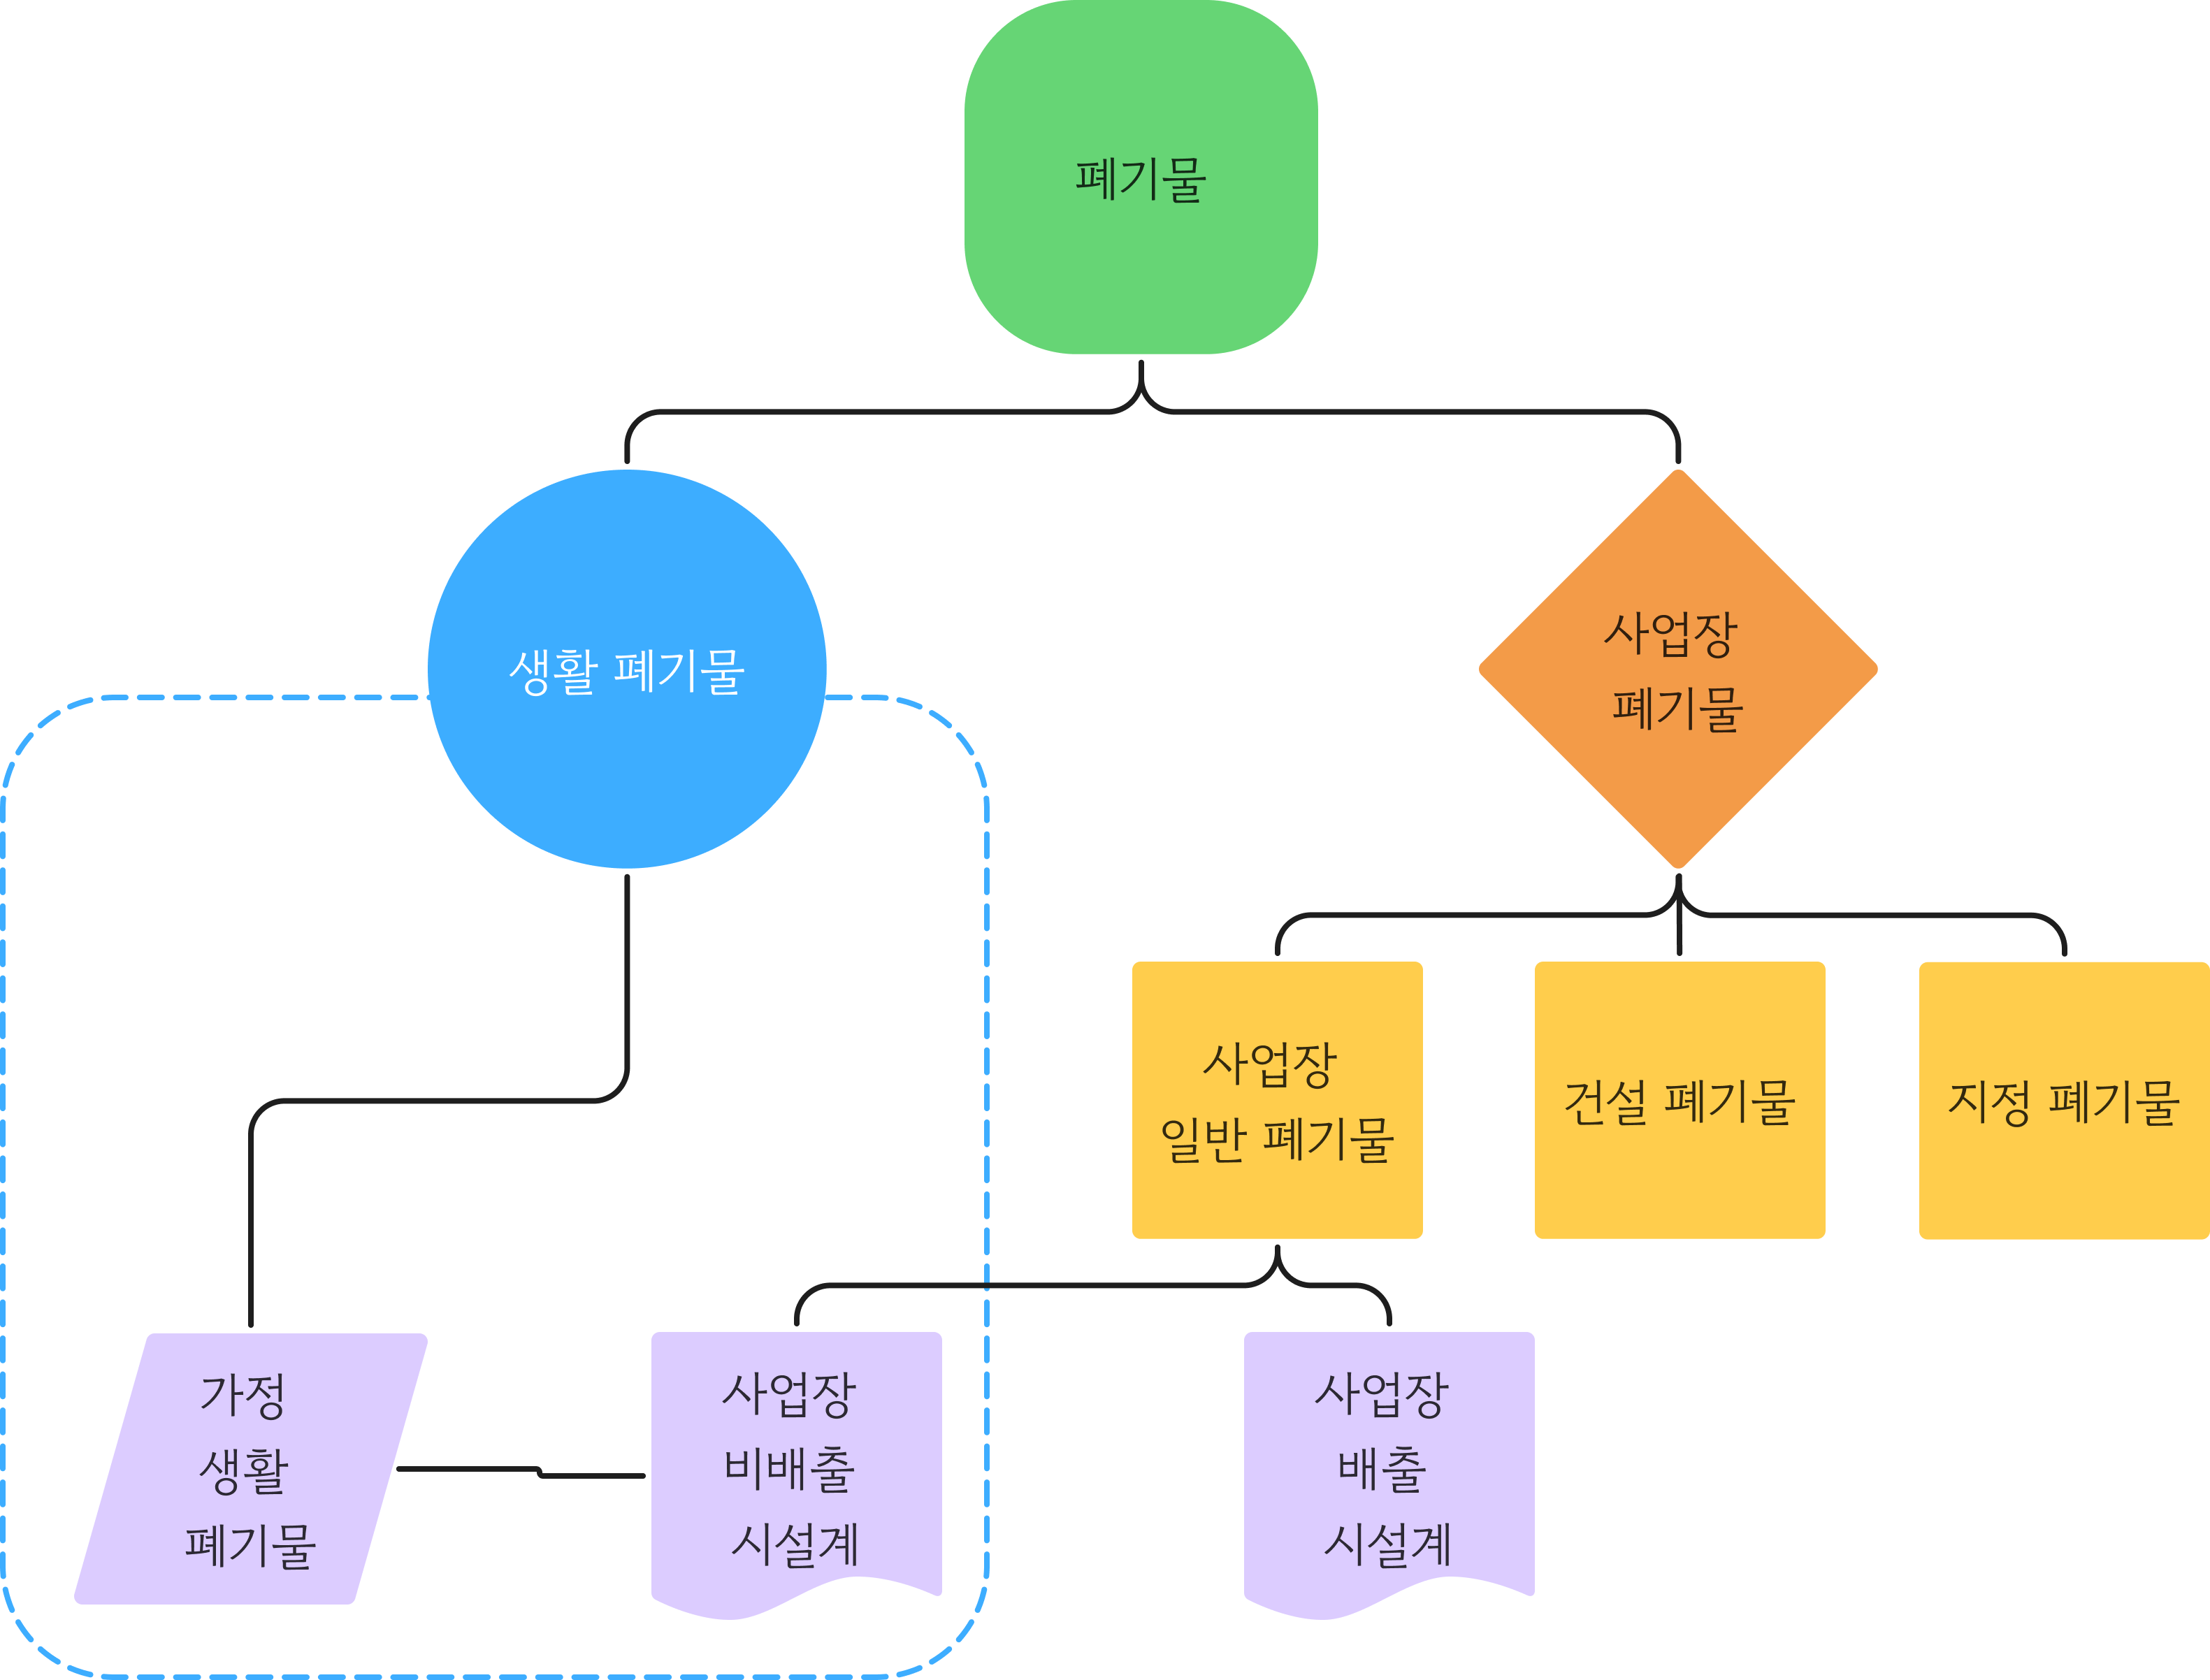 폐기물
생활 폐기물
사업장
폐기물
사업장
일반 폐기물
건설 폐기물
지정 폐기물
가정
생활
폐기물
사업장
비배출
시설계
사업장
배출
시설계